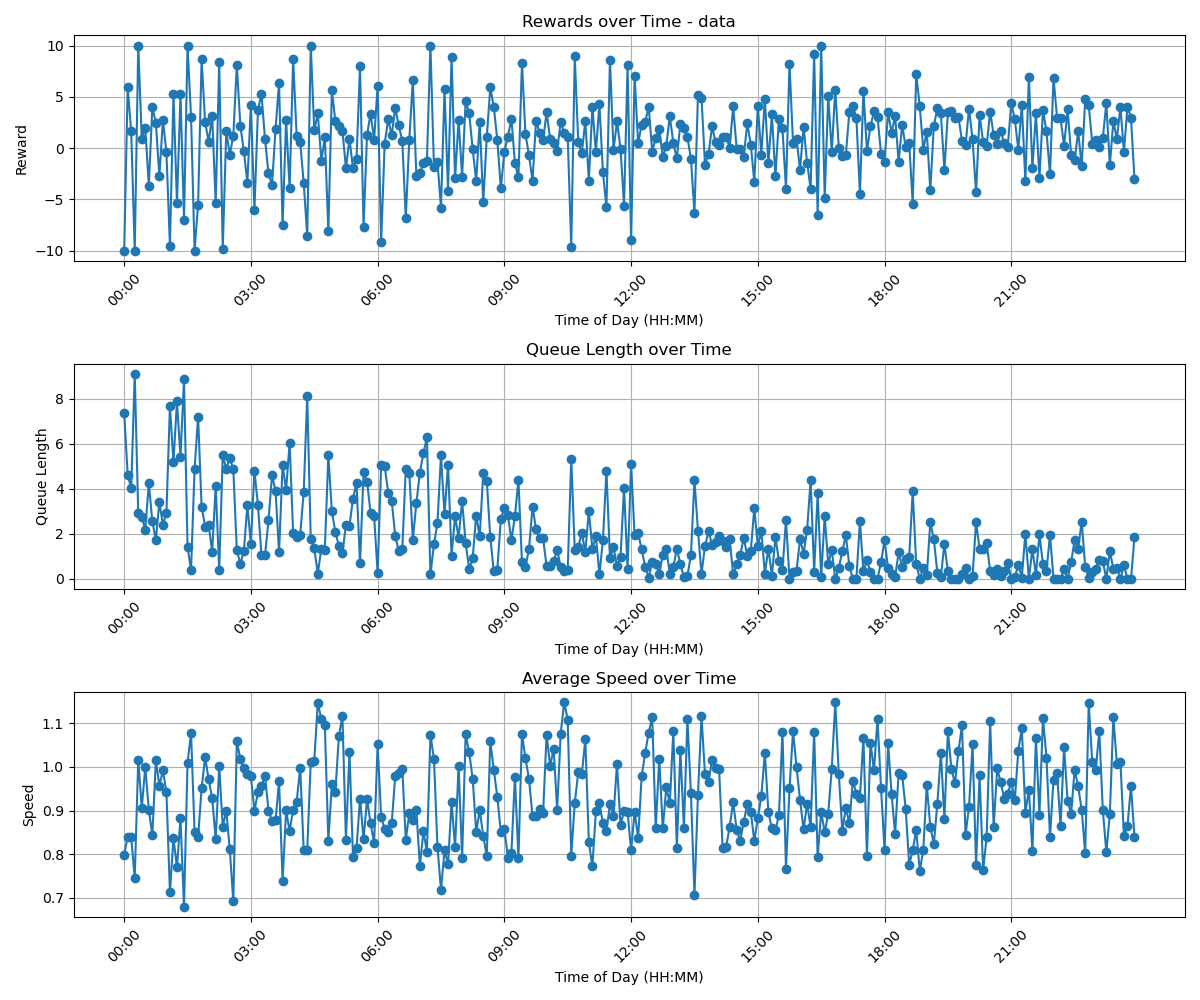 Rewards over Time - data
Reward
10
5
0
−5
−10
00:00 03:00 06:00 09:00 12:00 15:00 18:00 21:00
Time of Day (HH:MM)
Queue Length over Time
Queue Length
8
6
4
2
0
00:00 03:00 06:00 09:00 12:00 15:00 18:00 21:00
Time of Day (HH:MM)
Average Speed over Time
Speed
1.1
1.0
0.9
0.8
0.7
00:00 03:00 06:00 09:00 12:00 15:00 18:00 21:00
Time of Day (HH:MM)